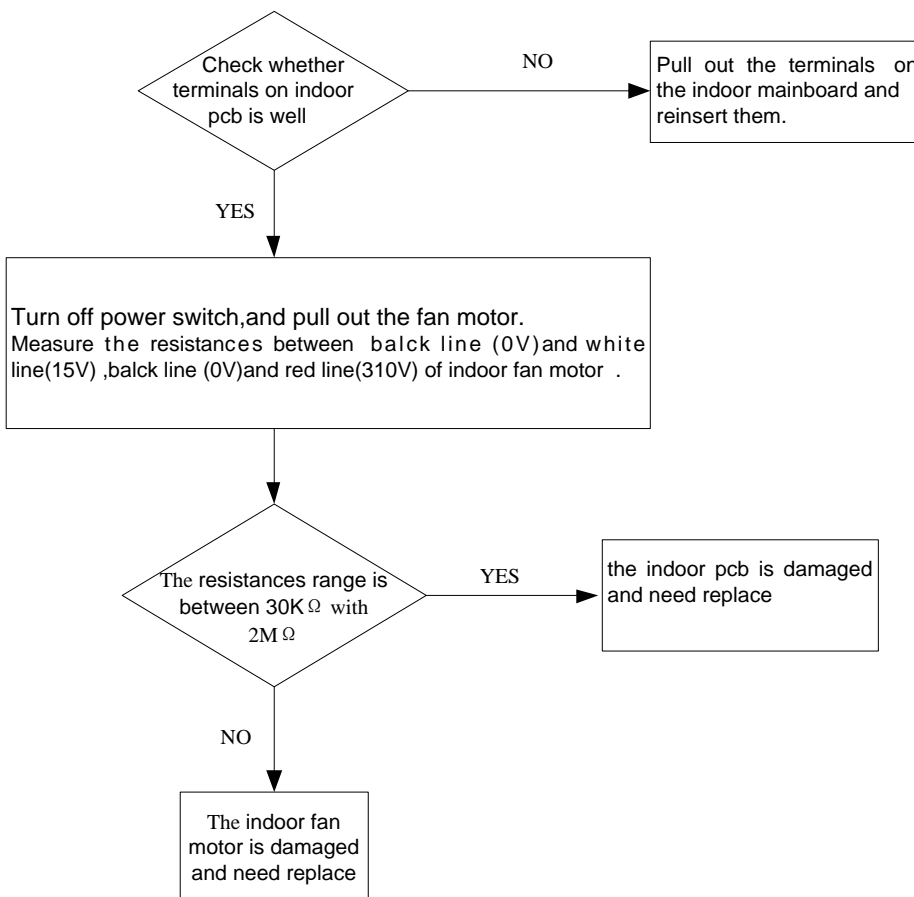 Check whether
terminals on indoor
pcb is well
NO
Pull out the terminals on
the indoor mainboard and
reinsert them.
YES
Turn off power switch,and pull out the fan motor.
Measure the resistances between balck line (0V)and white
line(15V) ,balck line (0V)and red line(310V) of indoor fan motor .
The resistances range is
between 30KΩ with
2MΩ
YES
the indoor pcb is damaged
and need replace
NO
The indoor fan
motor is damaged
and need replace